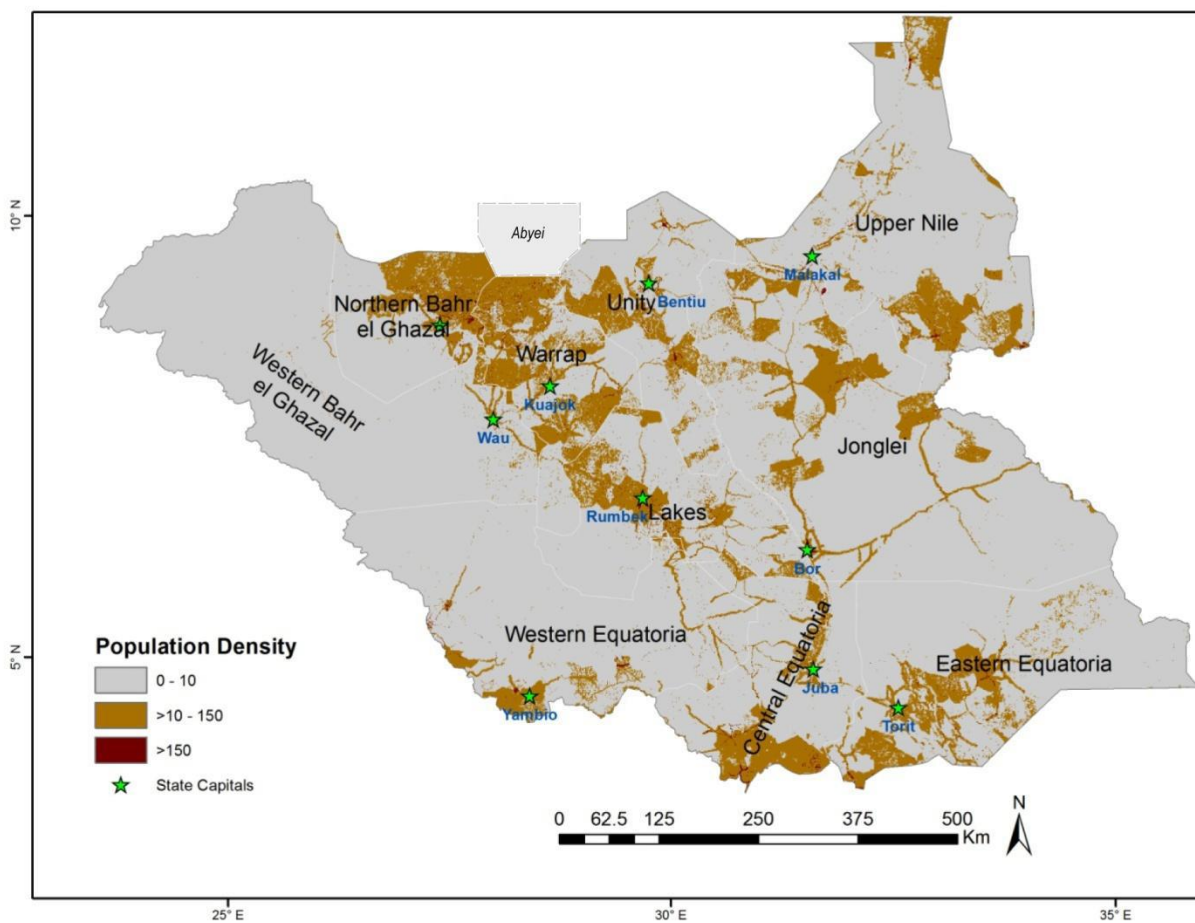 10° N
5° N
Abyei
Upper Nile
Malakal
Northern Bahr
el Ghazal
Unity
Bentiu
Western Bahr
el Ghazal
Warrap
Kuajok
Wau
Jonglei
Rumbek
Lakes
Bor
Western Equatoria
Central Equatoria
Eastern Equatoria
Juba
Yambio
Torit
Population Density
0 - 10
>10 - 150
>150
State Capitals
N
0 62.5 125 250 375 500
Km
25° E 30° E 35° E